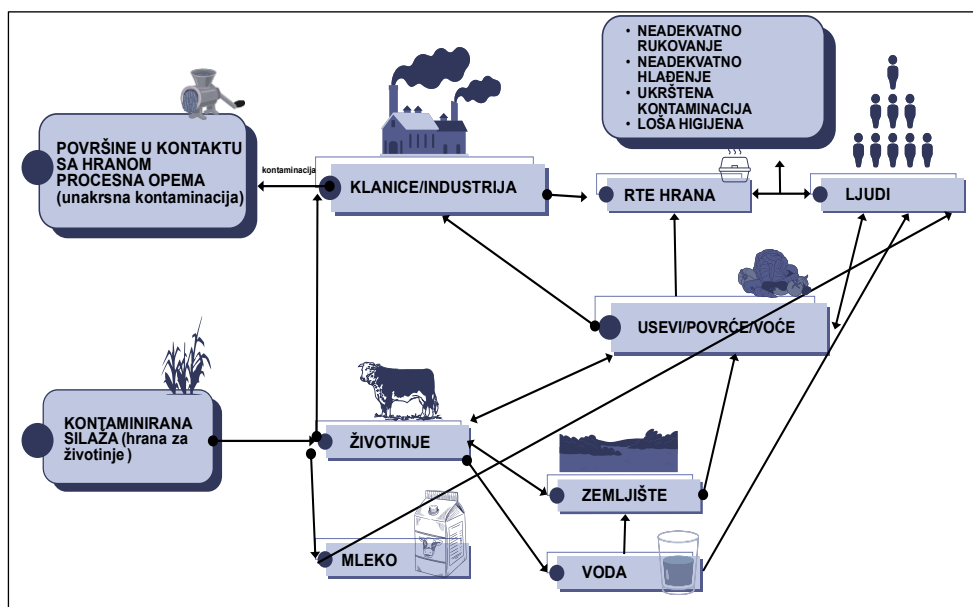 • NEADEKVATNO
RUKOVANJE
• NEADEKVATNO
HLAĐENJE
• UKRŠTENA
KONTAMINACIJA
• LOŠA HIGIJENA
POVRŠINE U KONTAKTU
SA HRANOM
PROCESNA OPEMA
(unakrsna kontaminacija)
kontaminacija
KLANICE/INDUSTRIJA
RTE HRANA
LJUDI
USEVI/POVRĆE/VOĆE
KONTAMINIRANA
SILAŽA (hrana za
životinje )
ŽIVOTINJE
ZEMLJIŠTE
MLEKO
VODA